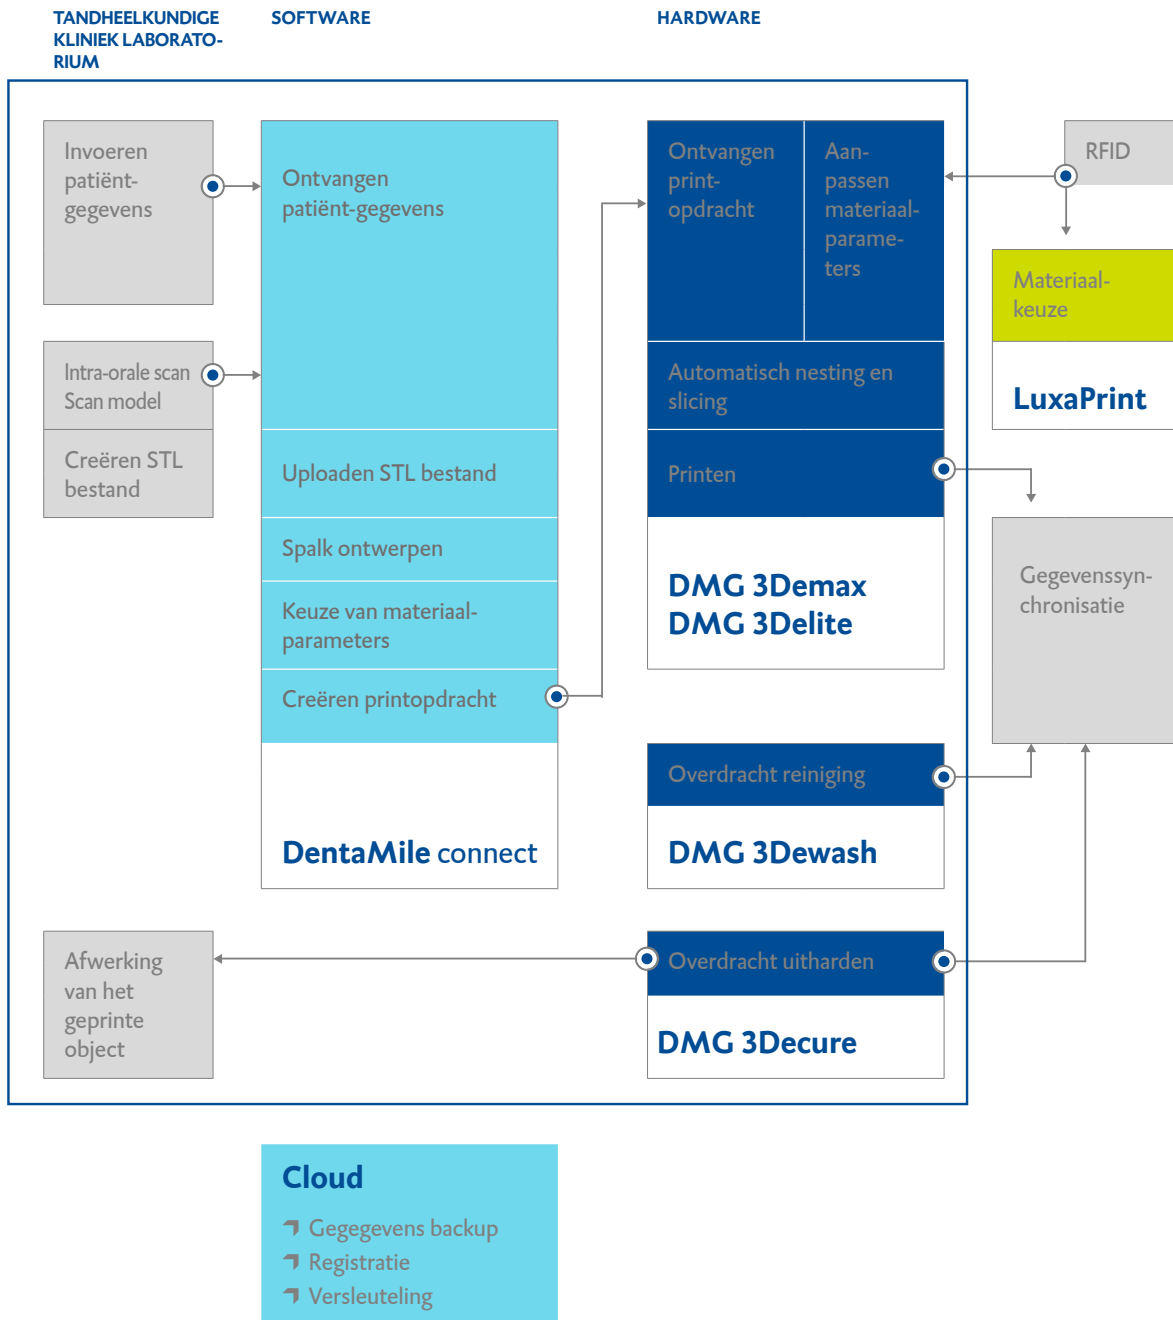 TANDHEELKUNDIGE
KLINIEK LABORATO-
RIUM
SOFTWARE
HARDWARE
Invoeren
patiënt-
gegevens
Intra-orale scan
Scan model
Creëren STL
bestand
Afwerking
van het
geprinte
object
Ontvangen
patiënt-gegevens
Uploaden STL bestand
Spalk ontwerpen
Keuze van materiaal-
parameters
Creëren printopdracht
DentaMile connect
Ontvangen
print-
opdracht
Aan-
passen
materiaal-
parame-
ters
Automatisch nesting en
slicing
Printen
DMG 3Demax
DMG 3Delite
Overdracht reiniging
DMG 3Dewash
Overdracht uitharden
DMG 3Decure
RFID
Materiaal-
keuze
LuxaPrint
Gegevenssyn-
chronisatie
Cloud
Gegegevens backup
Registratie
Versleuteling